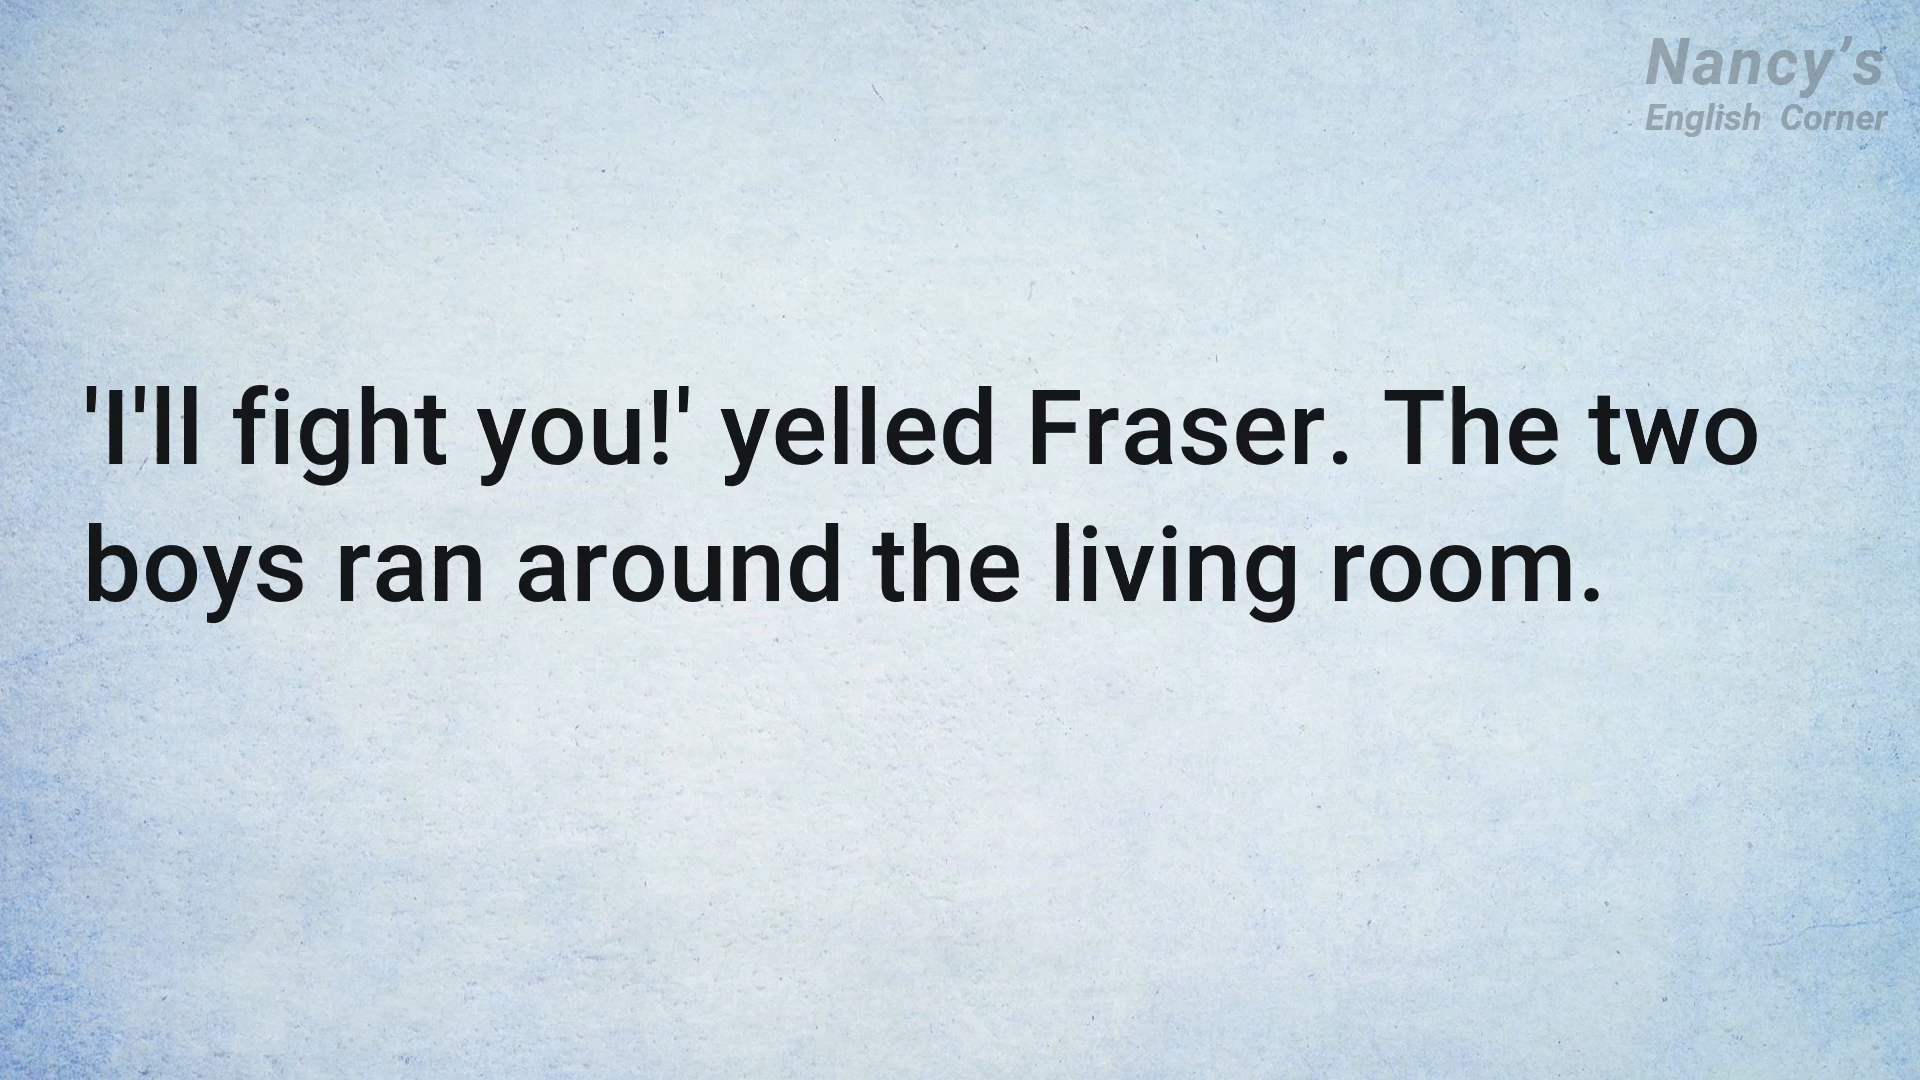 Nancy’s
English Corner
'I'll fight you!' yelled Fraser. The two
boys ran around the living room.